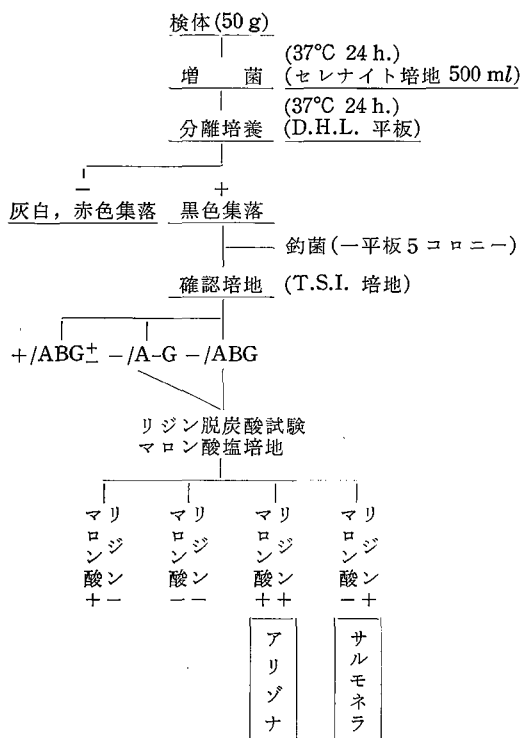 検体(50 g)
(37°C 24 h.)
増 菌 (セレナイト培地 500 ml)
(37°C 24 h.)
分離培養 (D.H.L. 平板)
− +
灰白，赤色集落 黒色集落
釣菌(一平板5コロニー)
確認培地 (T.S.I. 培地)
+/ABG± −/A-G −/ABG
リジン脱炭酸試験
マロン酸塩培地
リジン−
マロン酸+
リジン−
マロン酸−
リジン+
マロン酸+
リジン+
マロン酸−
アリゾナ
サルモネラ